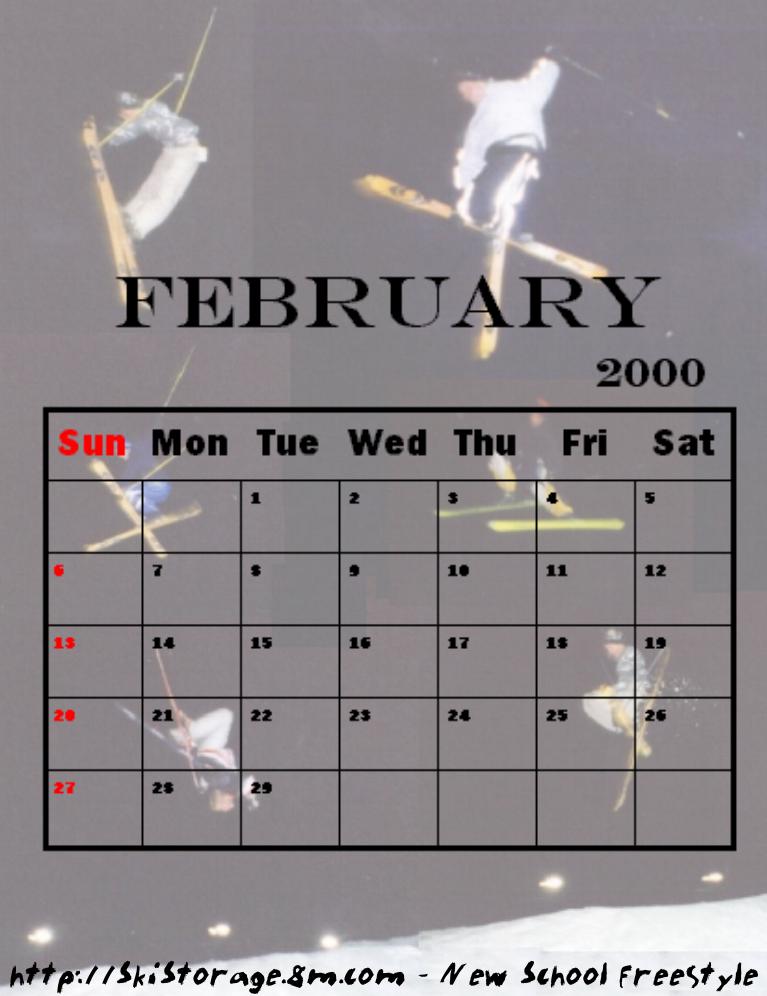 FEBRUARY
2000
Sun Mon Tue Wed Thu Fri Sat
1 2 3 4 5
6 7 8 9 10 11 12
13 14 15 16 17 18 19
20 21 22 23 24 25 26
27 28 29
http://SkiStorage.8m.com - New School Freestyle